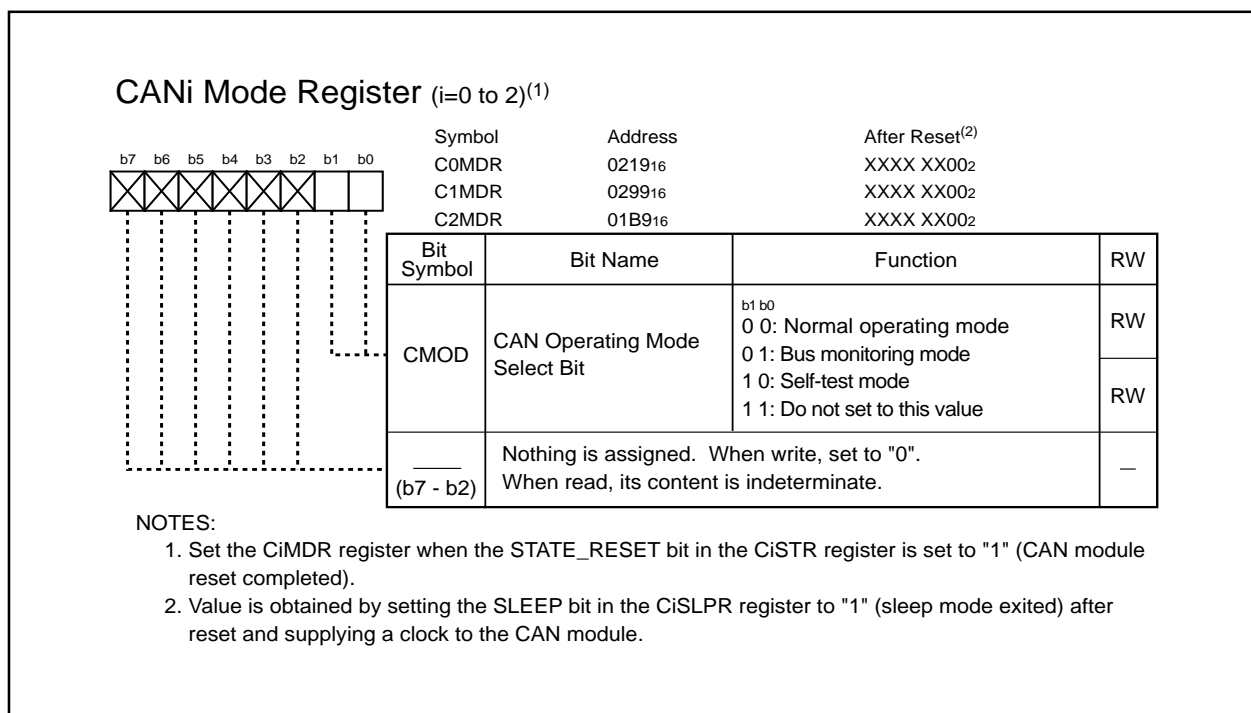 CANi Mode Register (i=0 to 2)(1)
Symbol Address After Reset(2)
b7 b6 b5 b4 b3 b2 b1 b0
C0MDR 021916 XXXX XX002
C1MDR 029916 XXXX XX002
C2MDR 01B916 XXXX XX002
Bit Symbol Bit Name Function RW
CMOD
CAN Operating Mode
Select Bit
b1 b0
0 0: Normal operating mode
0 1: Bus monitoring mode
1 0: Self-test mode
1 1: Do not set to this value
RW
RW
(b7 - b2)
Nothing is assigned. When write, set to "0".
When read, its content is indeterminate.
—
NOTES:
1. Set the CiMDR register when the STATE_RESET bit in the CiSTR register is set to "1" (CAN module
reset completed).
2. Value is obtained by setting the SLEEP bit in the CiSLPR register to "1" (sleep mode exited) after
reset and supplying a clock to the CAN module.